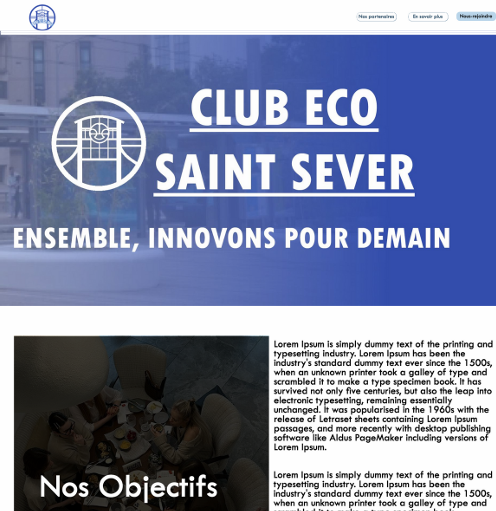 Nos partenaires
En savoir plus
Nous rejoindre
CLUB ECO
SAINT SEVER
ENSEMBLE, INNOVONS POUR DEMAIN
Lorem Ipsum is simply dummy text of the printing and
typesetting industry. Lorem Ipsum has been the
industry's standard dummy text ever since the 1500s,
when an unknown printer took a galley of type and
scrambled it to make a type specimen book. It has
survived not only five centuries, but also the leap into
electronic typesetting, remaining essentially
unchanged. It was popularised in the 1960s with the
release of Letraset sheets containing Lorem Ipsum
passages, and more recently with desktop publishing
software like Aldus PageMaker including versions of
Lorem Ipsum.
Nos Objectifs
Lorem Ipsum is simply dummy text of the printing and
typesetting industry. Lorem Ipsum has been the
industry's standard dummy text ever since the 1500s,
when an unknown printer took a galley of type and